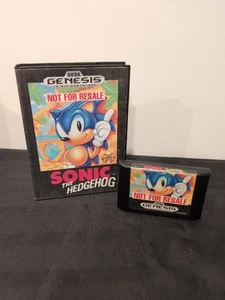 SEGA
GENESIS
NOT FOR RESALE
SONIC
THE
HEDGEHOG
NOT FOR RESALE
GENESIS